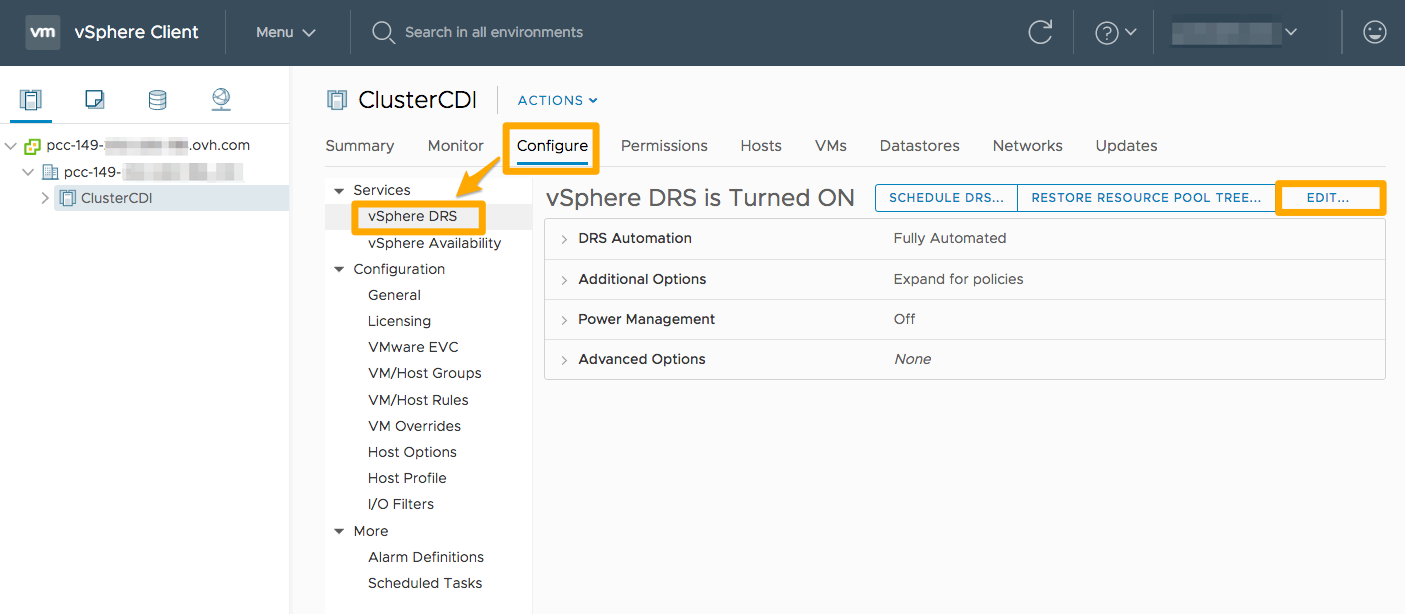 vm vSphere Client Menu Search in all environments
pcc-149- .ovh.com
pcc-149-
ClusterCDI
ClusterCDI ACTIONS
Summary Monitor Configure Permissions Hosts VMs Datastores Networks Updates
Services
vSphere DRS
vSphere Availability
Configuration
General
Licensing
VMware EVC
VM/Host Groups
VM/Host Rules
VM Overrides
Host Options
Host Profile
I/O Filters
More
Alarm Definitions
Scheduled Tasks
vSphere DRS is Turned ON SCHEDULE DRS... RESTORE RESOURCE POOL TREE... EDIT...
DRS Automation Fully Automated
Additional Options Expand for policies
Power Management Off
Advanced Options None